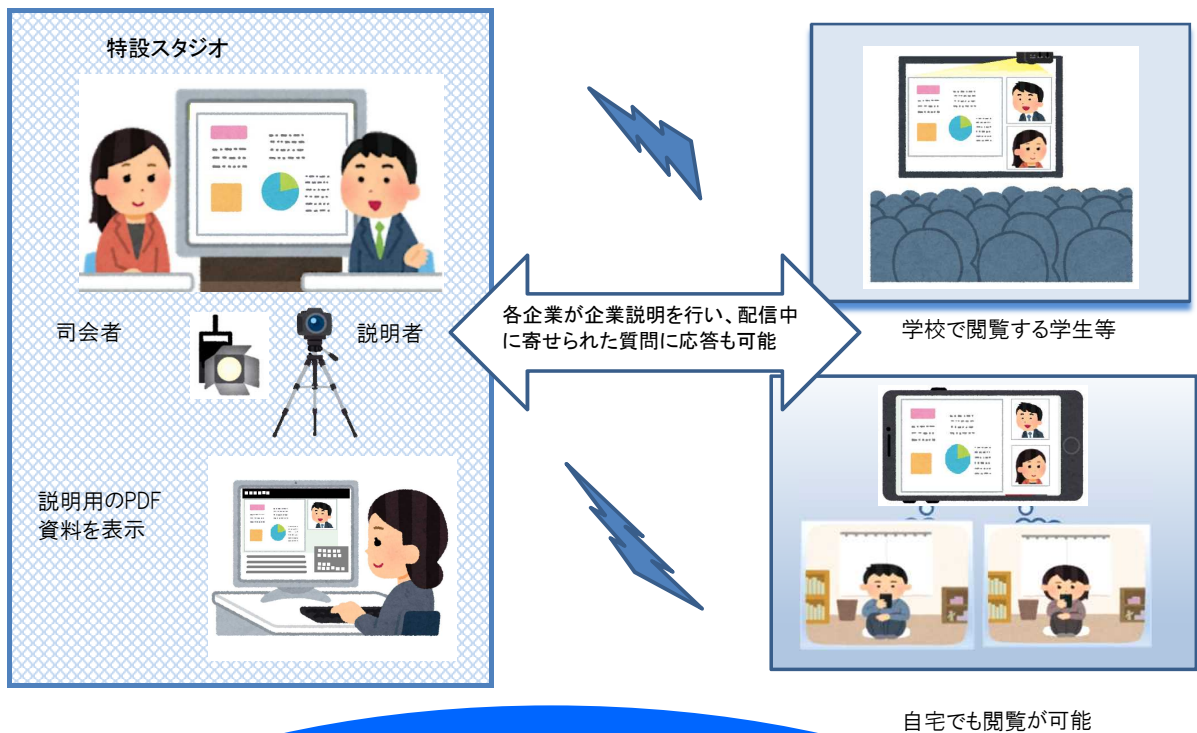 特設スタジオ
司会者
説明者
説明用のPDF
資料を表示
各企業が企業説明を行い、配信中
に寄せられた質問に応答も可能
学校で閲覧する学生等
自宅でも閲覧が可能